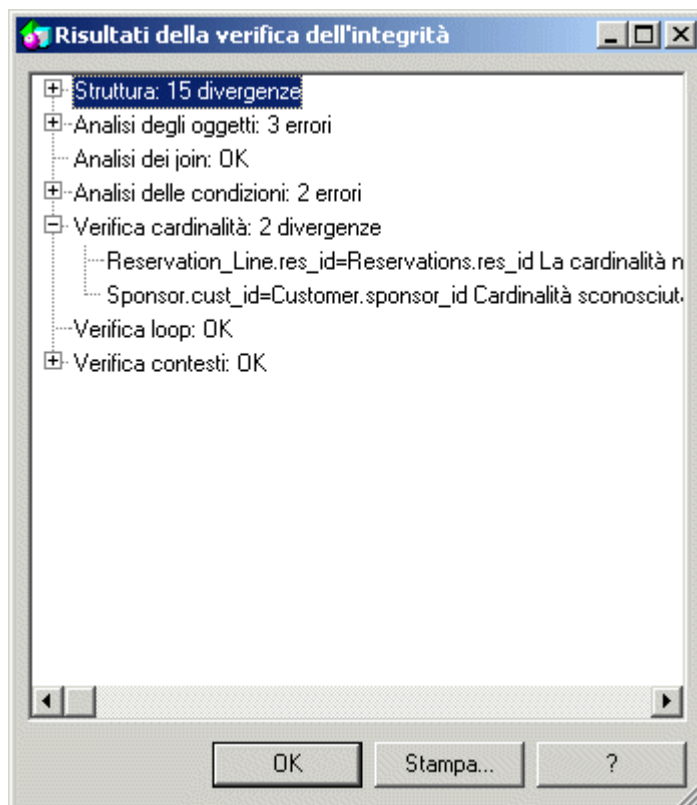 Risultati della verifica dell'integrità
Struttura: 15 divergenze
Analisi degli oggetti: 3 errori
Analisi dei join: OK
Analisi delle condizioni: 2 errori
Verifica cardinalità: 2 divergenze
Reservation_Line.res_id=Reservations.res_id La cardinalità n
Sponsor.cust_id=Customer.sponsor_id Cardinalità sconosciut
Verifica loop: OK
Verifica contesti: OK
OK
Stampa...
?